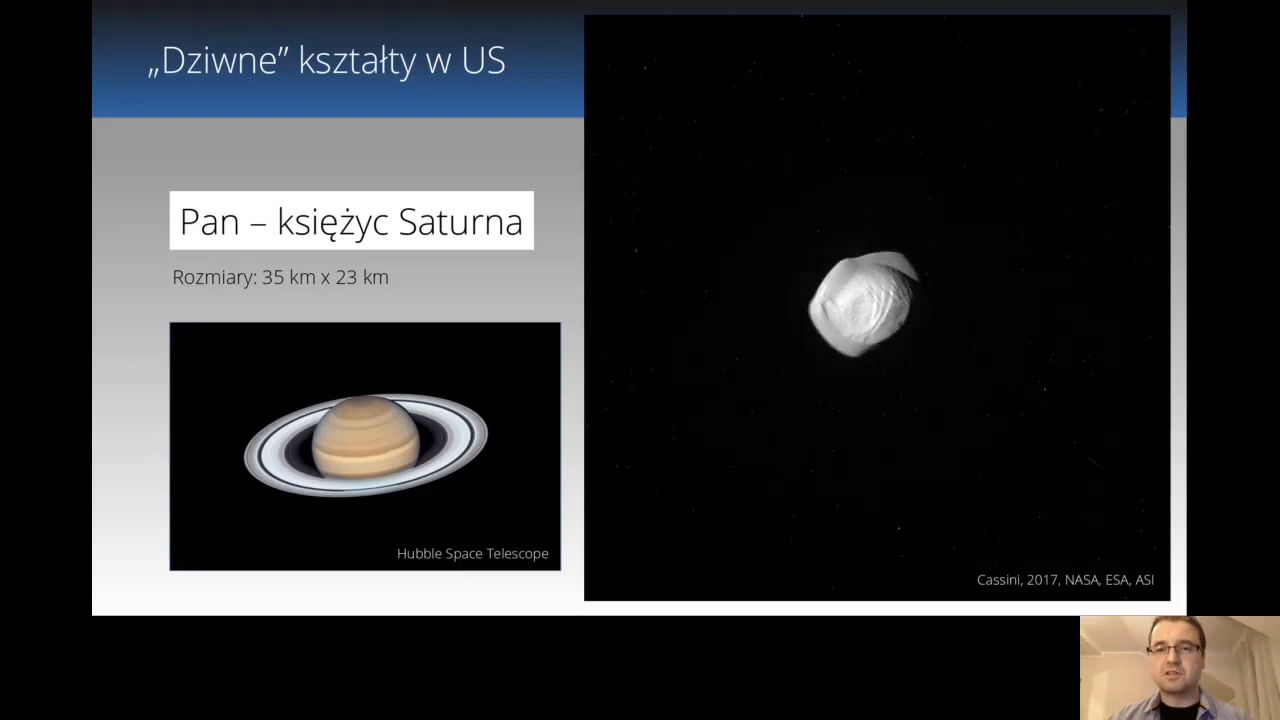 „Dziwne” kształty w US
Pan – księżyc Saturna
Rozmiary: 35 km x 23 km
Hubble Space Telescope
Cassini, 2017, NASA, ESA, ASI